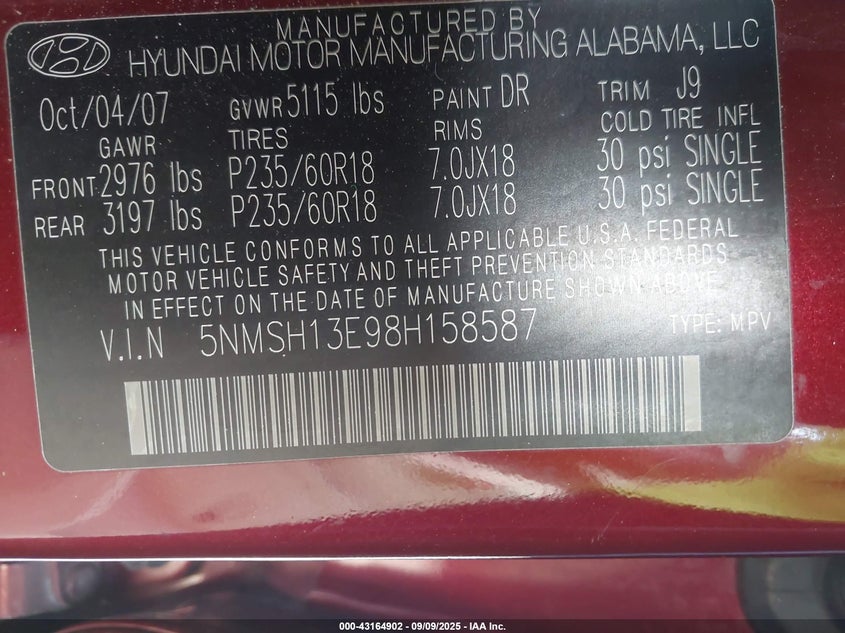 MANUFACTURED BY
HYUNDAI MOTOR MANUFACTURING ALABAMA, LLC
Oct/04/07 GVWR 5115 lbs PAINT DR TRIM J9
GAWR TIRES RIMS COLD TIRE INFL
FRONT 2976 lbs P235/60R18 7.0JX18 30 psi SINGLE
REAR 3197 lbs P235/60R18 7.0JX18 30 psi SINGLE
THIS VEHICLE CONFORMS TO ALL APPLICABLE U.S.A. FEDERAL
MOTOR VEHICLE SAFETY AND THEFT PREVENTION STANDARDS
IN EFFECT ON THE DATE OF MANUFACTURE SHOWN ABOVE.
V.I.N 5NMSH13E98H158587 TYPE: MPV
000-43164902 - 09/09/2025 - IAA Inc.